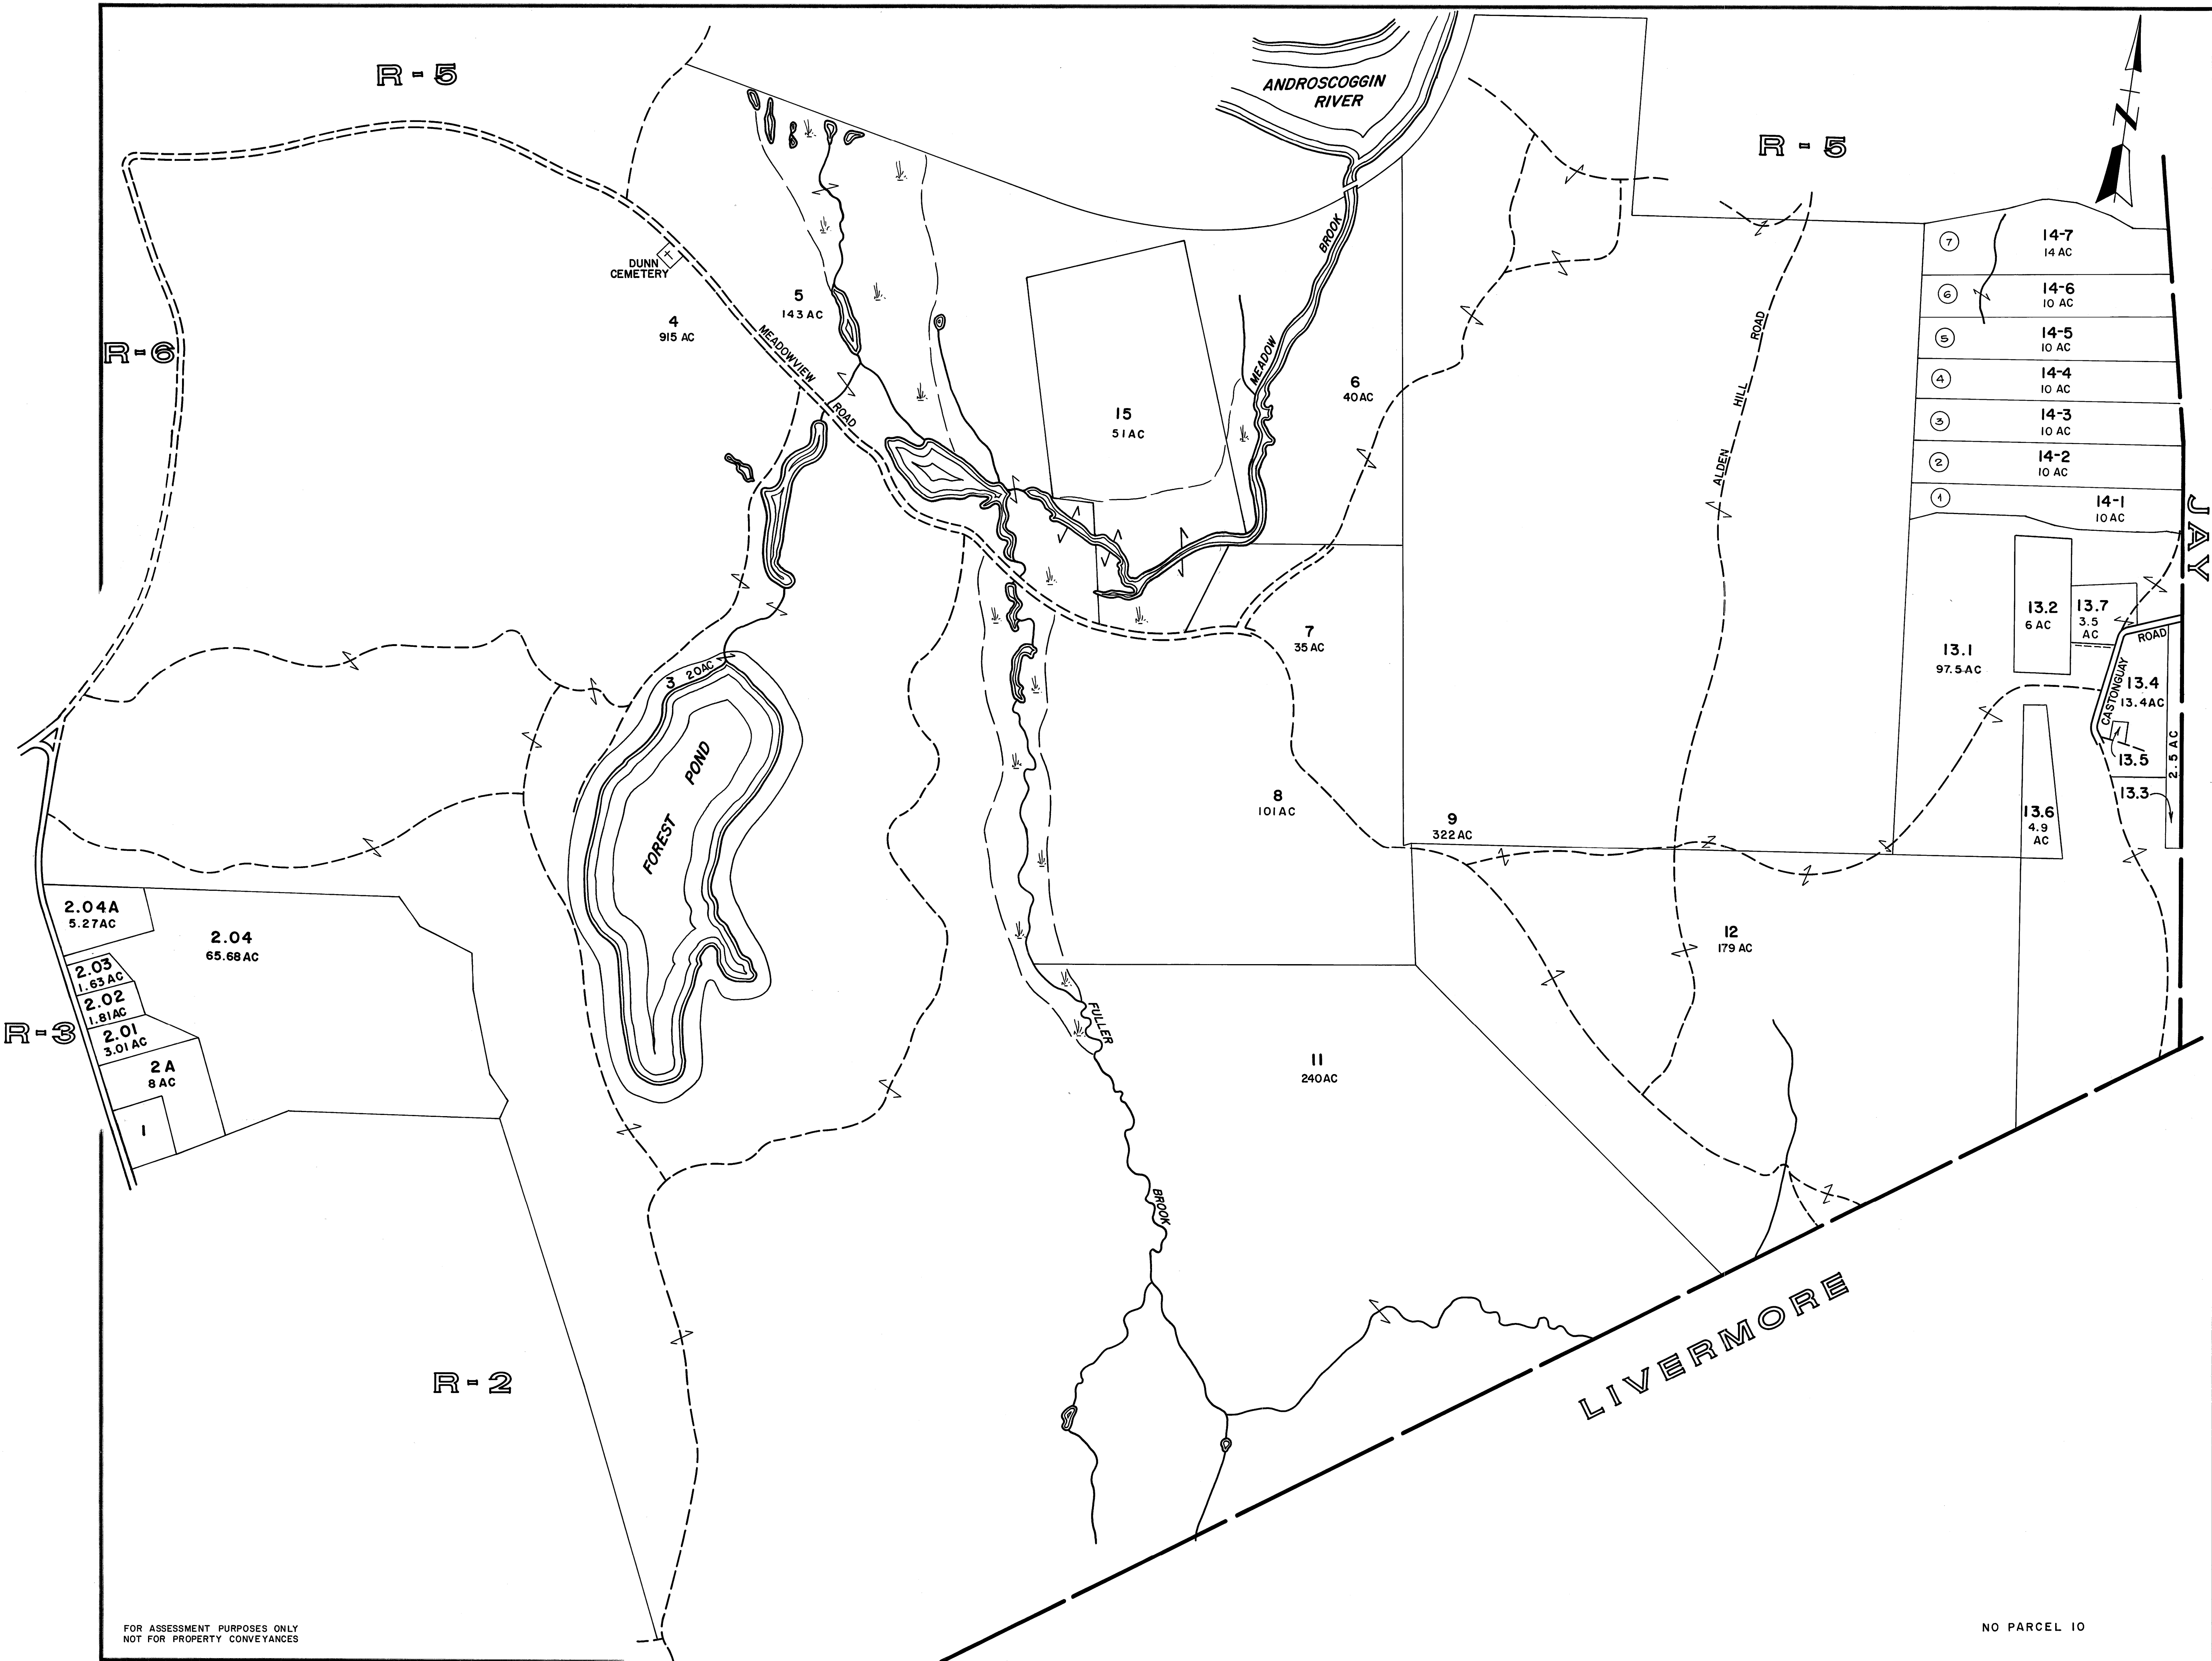 R-5
ANDROSCOGGIN
RIVER
R-5
N
R-6
DUNN
CEMETERY
4
915 AC
5
143 AC
MEADOWVIEW
ROAD
15
51 AC
MEADOW
BROOK
6
40 AC
ALDEN
HILL
ROAD
7
14-7
14 AC
6
14-6
10 AC
5
14-5
10 AC
4
14-4
10 AC
3
14-3
10 AC
2
14-2
10 AC
1
14-1
10 AC
JAY
13.2
6 AC
13.7
3.5
AC
13.1
97.5 AC
CASTONGUAY
ROAD
13.4
13.4 AC
13.5
2.5 AC
13.3
13.6
4.9
AC
7
35 AC
3
20 AC
FOREST
POND
8
101 AC
9
322 AC
2.04A
5.27 AC
2.04
65.68 AC
2.03
1.63 AC
2.02
1.81 AC
2.01
3.01 AC
2A
8 AC
1
R-3
12
179 AC
11
240 AC
FULLER
BROOK
R-2
LIVERMORE
FOR ASSESSMENT PURPOSES ONLY
NOT FOR PROPERTY CONVEYANCES
NO PARCEL 10